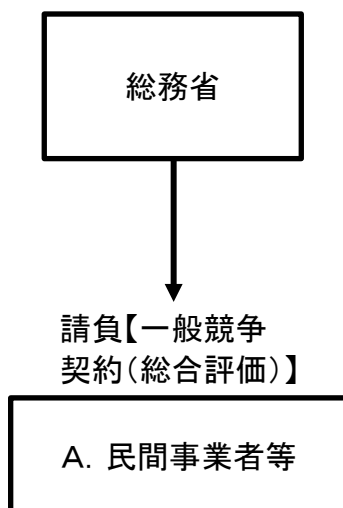 総務省
請負【一般競争
契約（総合評価）】
Ａ．民間事業者等